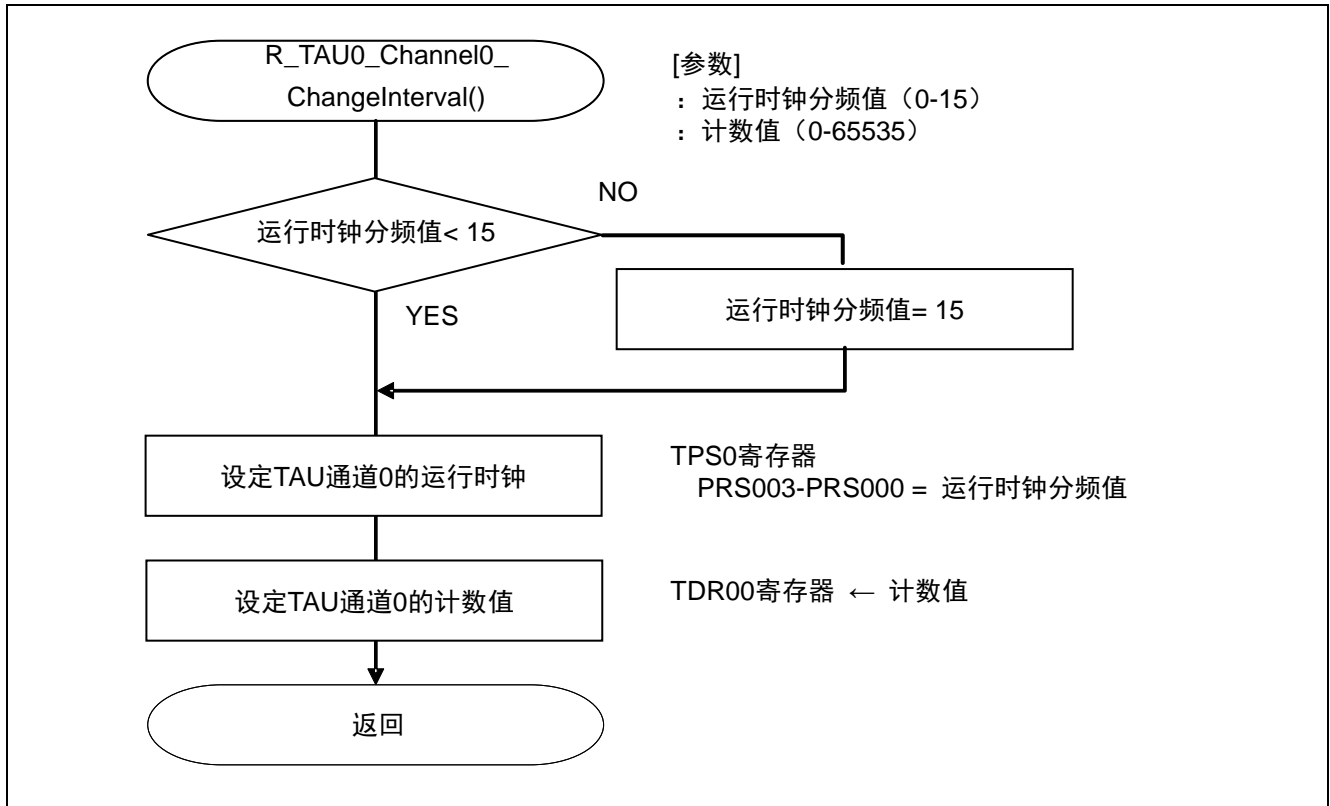 R_TAU0_Channel0_
ChangeInterval()
[参数]
：运行时钟分频值（0-15）
：计数值（0-65535）
运行时钟分频值< 15
NO
YES
运行时钟分频值= 15
设定TAU通道0的运行时钟
TPS0寄存器
PRS003-PRS000 = 运行时钟分频值
设定TAU通道0的计数值
TDR00寄存器 ← 计数值
返回